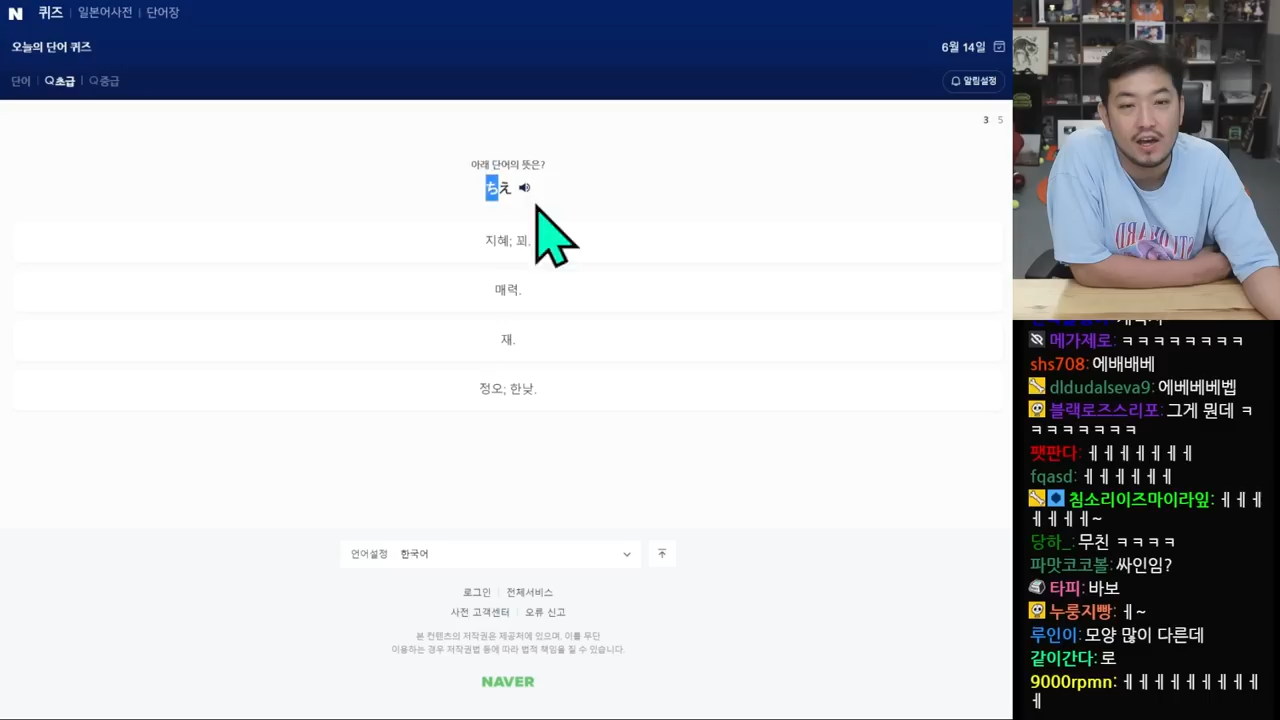 N 퀴즈 | 일본어사전 | 단어장
오늘의 단어 퀴즈
6월 14일
단어 | Q초급 | Q중급
알림설정
3 5
아래 단어의 뜻은?
ちえ
지혜; 꾀.
매력.
재.
정오; 한낮.
언어설정 한국어
로그인 | 전체서비스
사전 고객센터 | 오류 신고
본 컨텐츠의 저작권은 제공처에 있으며, 이를 무단
이용하는 경우 저작권법 등에 따라 법적 책임을 질 수 있습니다.
NAVER
메가제로: ㅋㅋㅋㅋㅋㅋㅋㅋ
shs708: 에배배베
dldudalseva9: 에베베베벱
블랙로즈스리포: 그게 뭔데 ㅋ
ㅋㅋㅋㅋㅋㅋㅋ
팻판다: ㅔㅔㅔㅔㅔㅔㅔ
fqasd: ㅔㅔㅔㅔㅔㅔ
침소리이즈마이라잎: ㅔㅔㅔ
ㅔㅔㅔㅔ~
당하_: 무친 ㅋㅋㅋㅋ
파맛코코볼: 싸인임?
타피: 바보
누룽지빵: ㅔ~
루인이: 모양 많이 다른데
같이간다: 로
9000rpmn: ㅔㅔㅔㅔㅔㅔㅔㅔㅔ
ㅔ